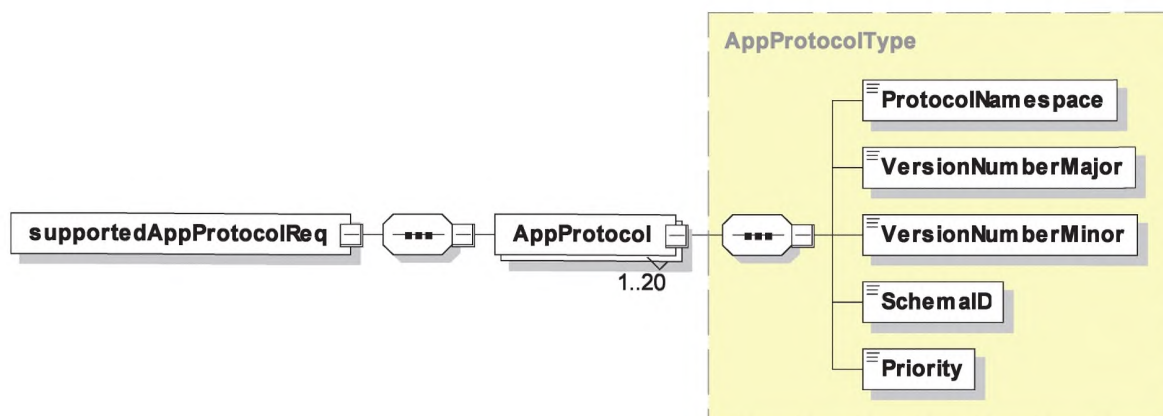 AppProtocolType
ProtocolNamespace
VersionNumberMajor
supportedAppProtocolReq
AppProtocol
VersionNumberMinor
1..20
SchemaID
Priority